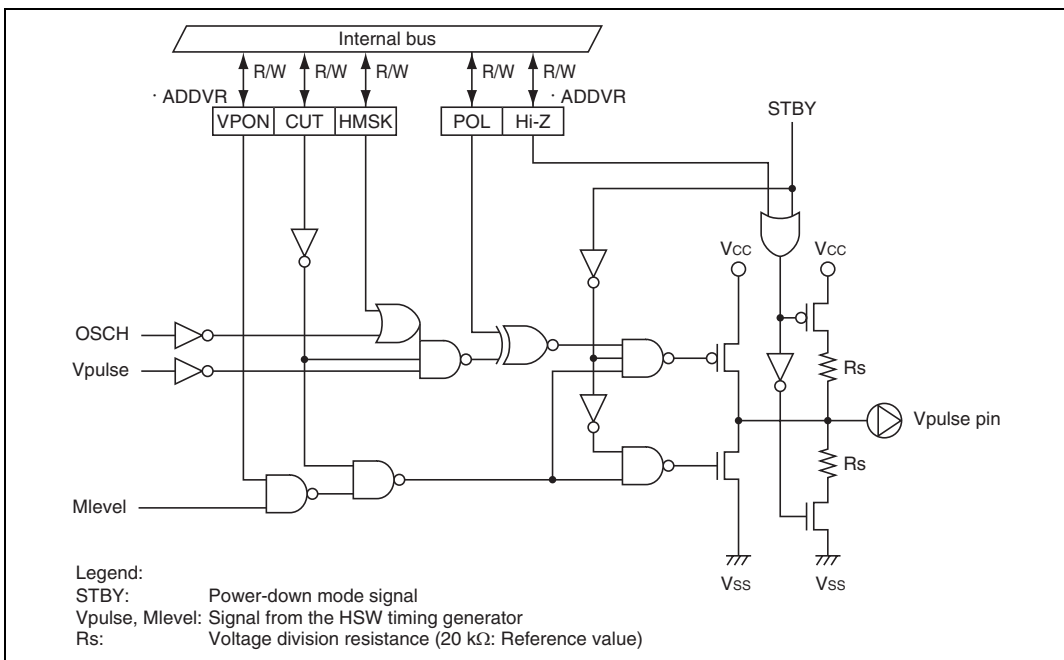 Internal bus
R/W R/W R/W R/W R/W
· ADDVR · ADDVR
VPON CUT HMSK POL Hi-Z STBY
VCC VCC
OSCH
Vpulse
Rs
Vpulse pin
Rs
Mlevel
VSS VSS
Legend:
STBY: Power-down mode signal
Vpulse, Mlevel: Signal from the HSW timing generator
Rs: Voltage division resistance (20 kΩ: Reference value)